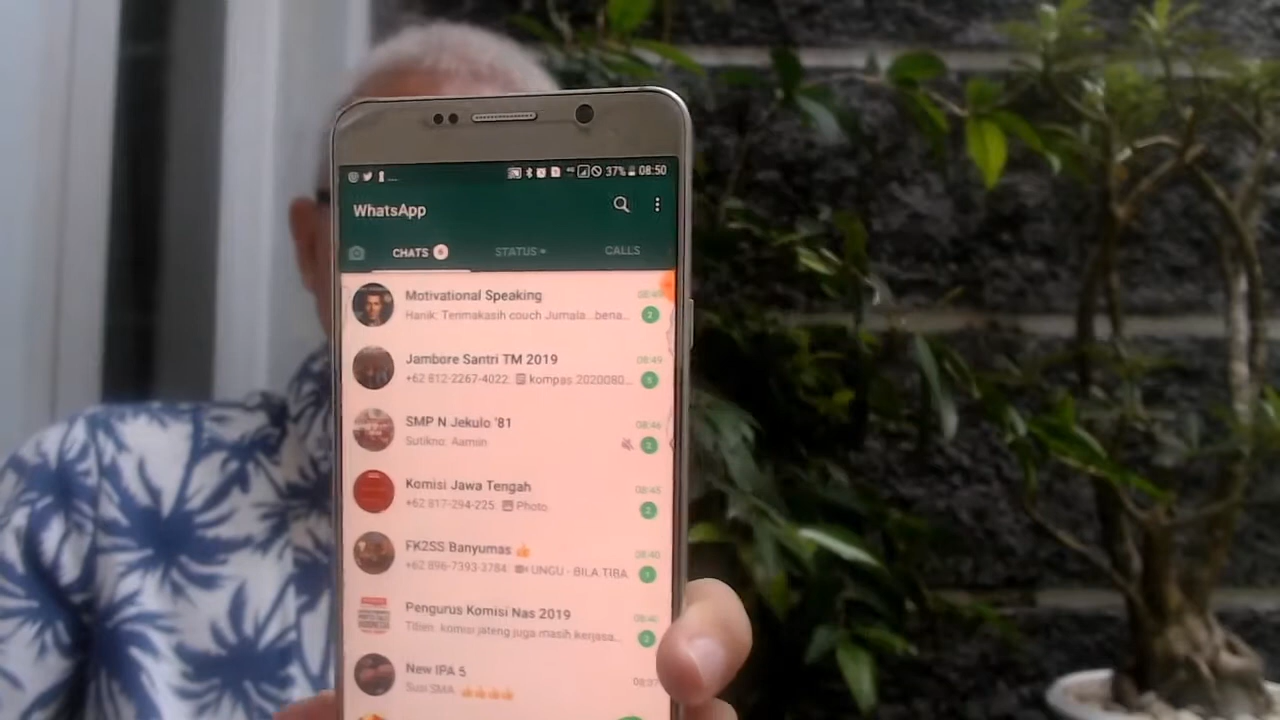 37% 08:50
WhatsApp
CHATS 6 STATUS CALLS
Motivational Speaking
Hanik: Terimakasih couch Jumala...bena... 2
Jambore Santri TM 2019 08:49
+62 812-2267-4022: kompas 2020080... 5
SMP N Jekulo '81 08:46
Sutikno: Aamiin
Komisi Jawa Tengah 08:45
+62 817-294-225: Photo 2
FK2SS Banyumas 08:40
+62 896-7393-3784: UNGU - BILA TIBA. 1
Pengurus Komisi Nas 2019
Titien: komisi jateng juga masih kerjasa... 2
New IPA 5
Susi SMA